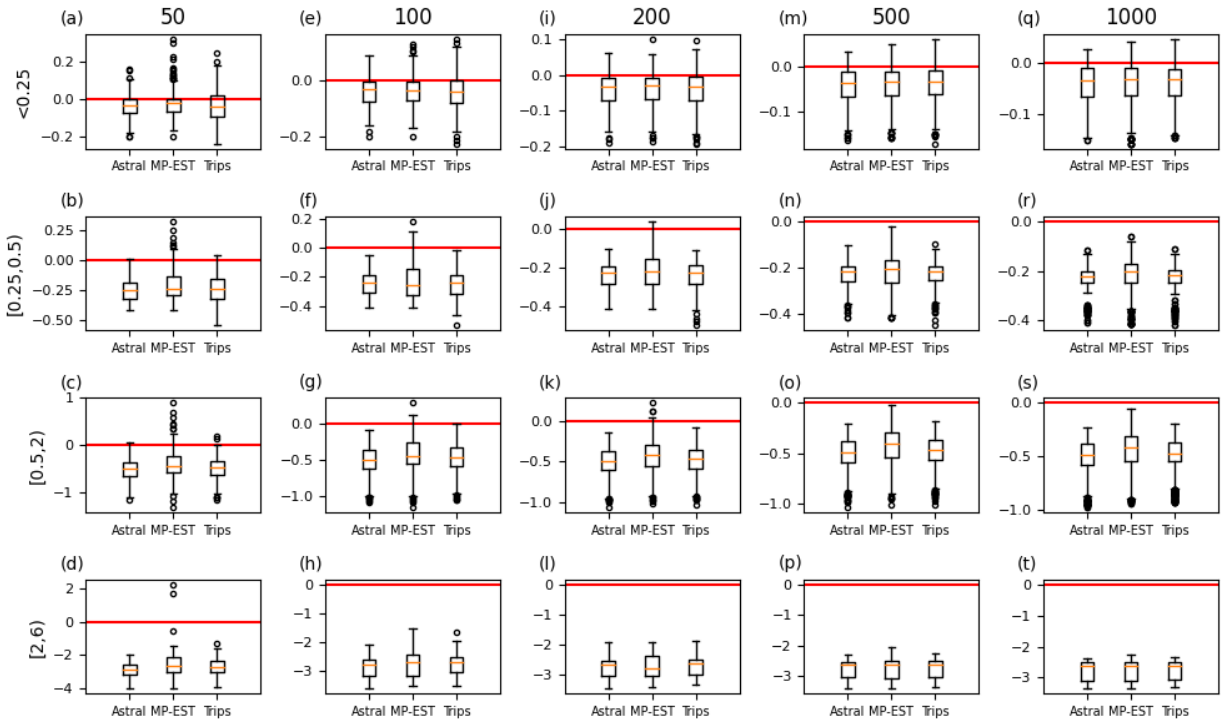 (a) 50 (e) 100 (i) 200 (m) 500 (q) 1000
<0.25
0.2
0.0
−0.2
Astral MP-EST Trips
0.0
−0.2
Astral MP-EST Trips
0.1
0.0
−0.1
−0.2
Astral MP-EST Trips
0.0
−0.1
Astral MP-EST Trips
0.0
−0.1
Astral MP-EST Trips
(b) (f) (j) (n) (r)
[0.25,0.5)
0.25
0.00
−0.25
−0.50
Astral MP-EST Trips
0.2
0.0
−0.2
−0.4
Astral MP-EST Trips
0.0
−0.2
−0.4
Astral MP-EST Trips
0.0
−0.2
−0.4
Astral MP-EST Trips
0.0
−0.2
−0.4
Astral MP-EST Trips
(c) (g) (k) (o) (s)
[0.5,2)
1
0
−1
Astral MP-EST Trips
0.0
−0.5
−1.0
Astral MP-EST Trips
0.0
−0.5
−1.0
Astral MP-EST Trips
0.0
−0.5
−1.0
Astral MP-EST Trips
0.0
−0.5
−1.0
Astral MP-EST Trips
(d) (h) (l) (p) (t)
[2,6)
2
0
−2
−4
Astral MP-EST Trips
0
−1
−2
−3
Astral MP-EST Trips
0
−1
−2
−3
Astral MP-EST Trips
0
−1
−2
−3
Astral MP-EST Trips
0
−1
−2
−3
Astral MP-EST Trips